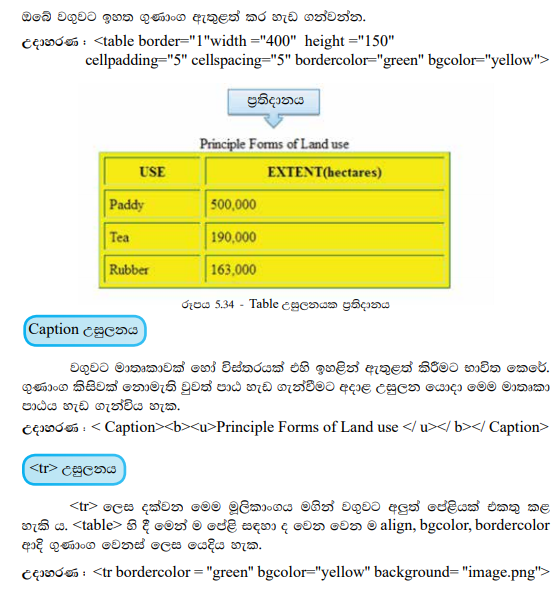 ඔබේ වගුවට ඉහත ගුණාංග ඇතුළත් කර හැඩ ගන්වන්න.
උදාහරණ : <table border="1"width ="400"  height ="150"
cellpadding="5" cellspacing="5" bordercolor="green" bgcolor="yellow">
ප්‍රතිදානය
Principle Forms of Land use
USE EXTENT(hectares)
Paddy 500,000
Tea 190,000
Rubber 163,000
රූපය 5.34 - Table උසුලනයක ප්‍රතිදානය
Caption උසුලනය
වගුවට මාතෘකාවක් හෝ විස්තරයක් එහි ඉහළින් ඇතුළත් කිරීමට භාවිත කෙරේ.
ගුණාංග කිසිවක් නොමැති වුවත් පාඨ හැඩ ගැන්වීමට අදාළ උසුලන යොදා මෙම මාතෘකා
පාඨය හැඩ ගැන්විය හැක.
උදාහරණ : < Caption><b><u>Principle Forms of Land use </ u></ b></ Caption>
<tr> උසුලනය
<tr> ලෙස දක්වන මෙම මූලිකාංගය මගින් වගුවට අලුත් පේළියක් එකතු කළ
හැකි ය. <table> හි දී මෙන් ම පේළි සඳහා ද වෙන වෙන ම align, bgcolor, bordercolor
ආදි ගුණාංග වෙනස් ලෙස යෙදිය හැක.
උදාහරණ : <tr bordercolor = "green" bgcolor="yellow" background= "image.png">